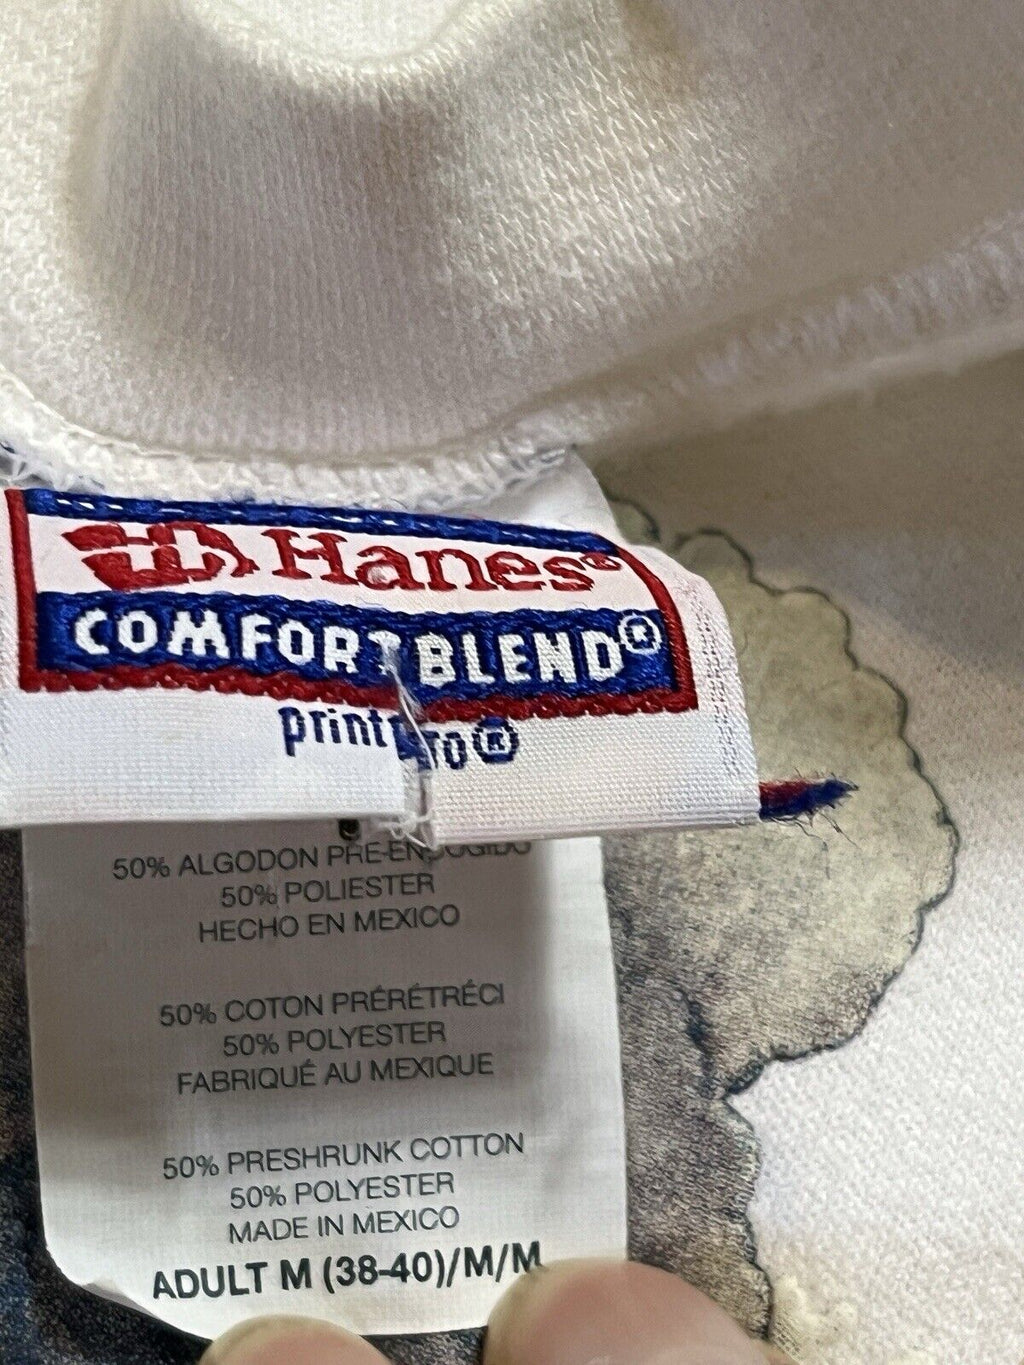 Hanes®
COMFORTBLEND®
50% ALGODON PRE-ENCOGIDO
50% POLIESTER
HECHO EN MEXICO
50% COTON PRÉRÉTRÉCI
50% POLYESTER
FABRIQUÉ AU MEXIQUE
50% PRESHRUNK COTTON
50% POLYESTER
MADE IN MEXICO
ADULT M (38-40)/M/M